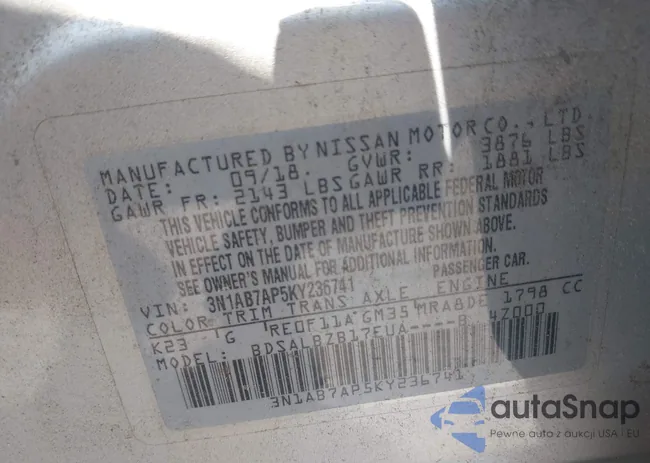 MANUFACTURED BY NISSAN MOTOR CO., LTD.
DATE: 09/18. GVWR: 3876 LBS
GAWR FR: 2143 LBS GAWR RR: 1881 LBS
THIS VEHICLE CONFORMS TO ALL APPLICABLE FEDERAL MOTOR
VEHICLE SAFETY, BUMPER AND THEFT PREVENTION STANDARDS
IN EFFECT ON THE DATE OF MANUFACTURE SHOWN ABOVE.
SEE OWNER'S MANUAL FOR ADDITIONAL INFORMATION.
VIN: 3N1AB7AP5KY236741 PASSENGER CAR.
COLOR TRIM TRANS AXLE ENGINE
K23 G RE0F11A GM35 MRA8DE 1798 CC
MODEL: BDSALBZB17EUA----B 4Z000
3N1AB7AP5KY236741
autaSnap
Pewne auto z aukcji USA i EU